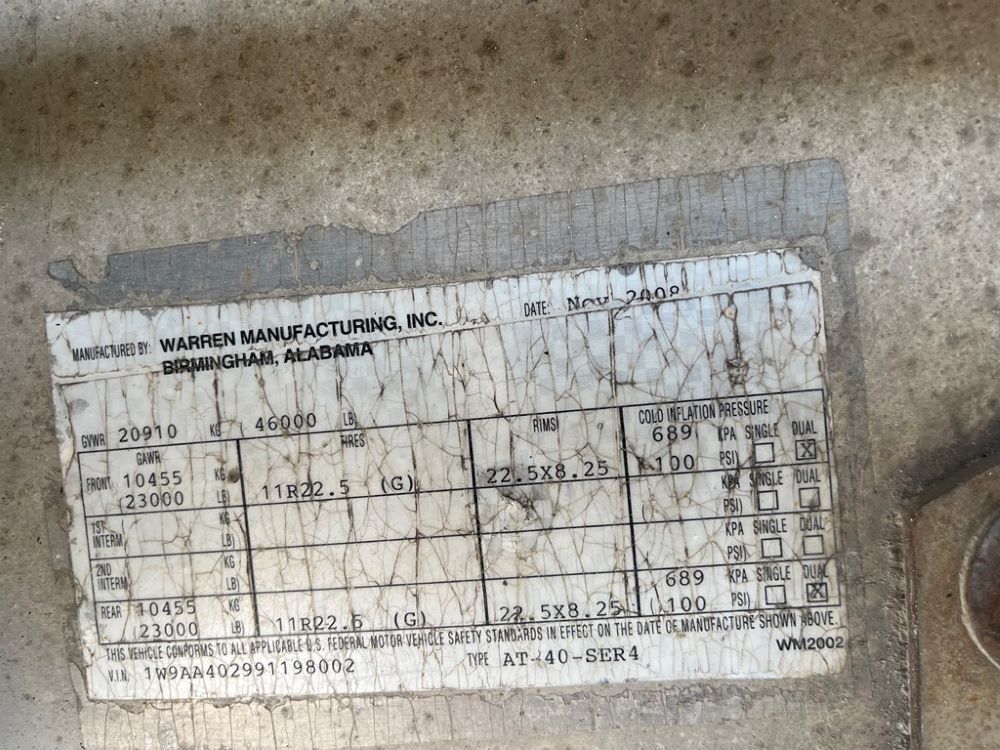 MANUFACTURED BY: WARREN MANUFACTURING, INC. DATE: Nov 2008
BIRMINGHAM, ALABAMA
GVWR 20910 KG ( 46000 LB)
GAWR TIRES RIMS COLD INFLATION PRESSURE
FRONT 10455 KG 689 KPA SINGLE DUAL
(23000 LB) 11R22.5 (G) 22.5X8.25 (100 PSI) X
1ST KG KPA SINGLE DUAL
INTERM ( LB) ( PSI)
2ND KG KPA SINGLE DUAL
INTERM ( LB) ( PSI)
REAR 10455 KG 689 KPA SINGLE DUAL
(23000 LB) 11R22.5 (G) 22.5X8.25 (100 PSI) X
THIS VEHICLE CONFORMS TO ALL APPLICABLE U.S. FEDERAL MOTOR VEHICLE SAFETY STANDARDS IN EFFECT ON THE DATE OF MANUFACTURE SHOWN ABOVE.
V.I.N. 1W9AA402991198002 TYPE AT-40-SER4 WM2002